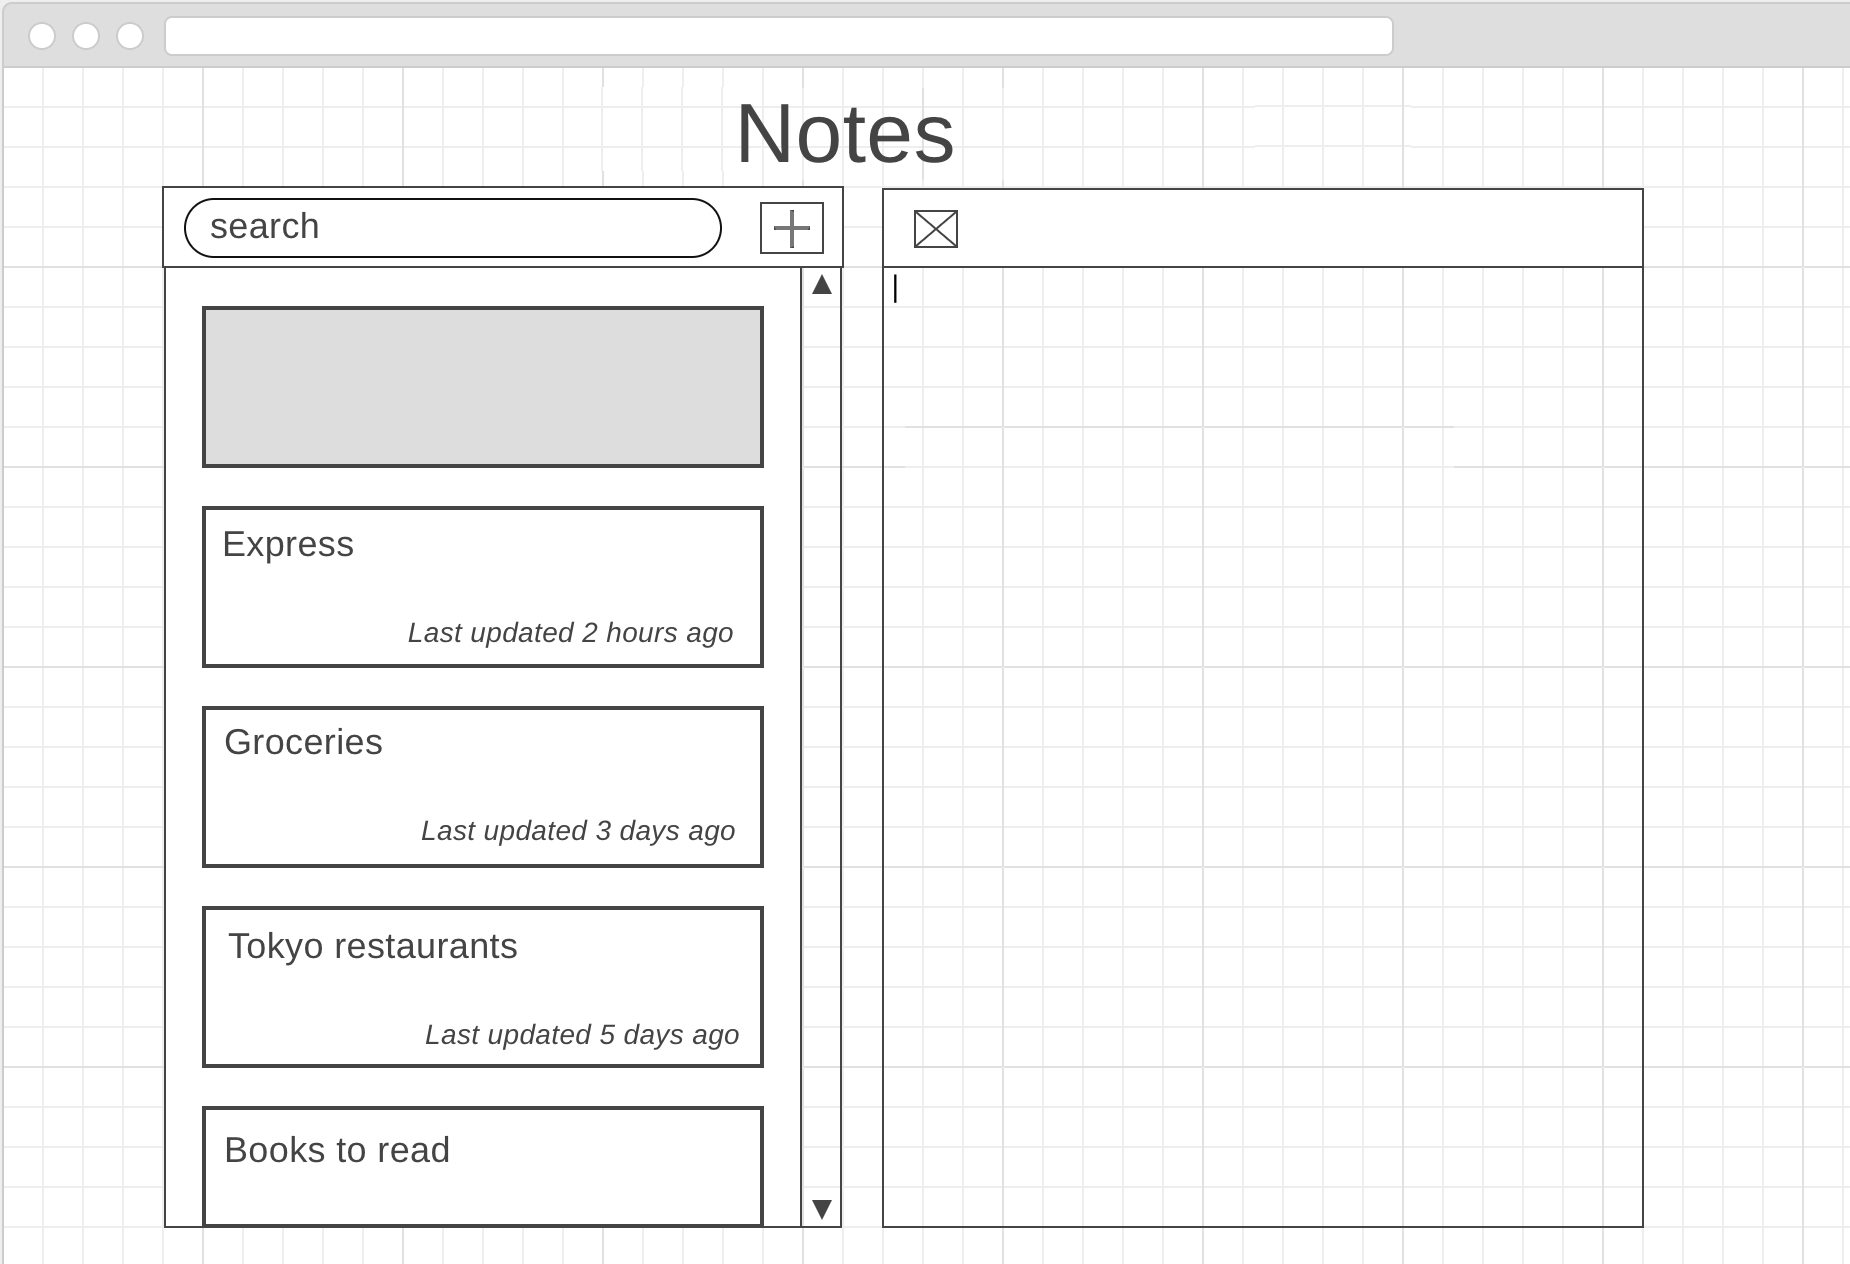 Notes
search
Express
Last updated 2 hours ago
Groceries
Last updated 3 days ago
Tokyo restaurants
Last updated 5 days ago
Books to read